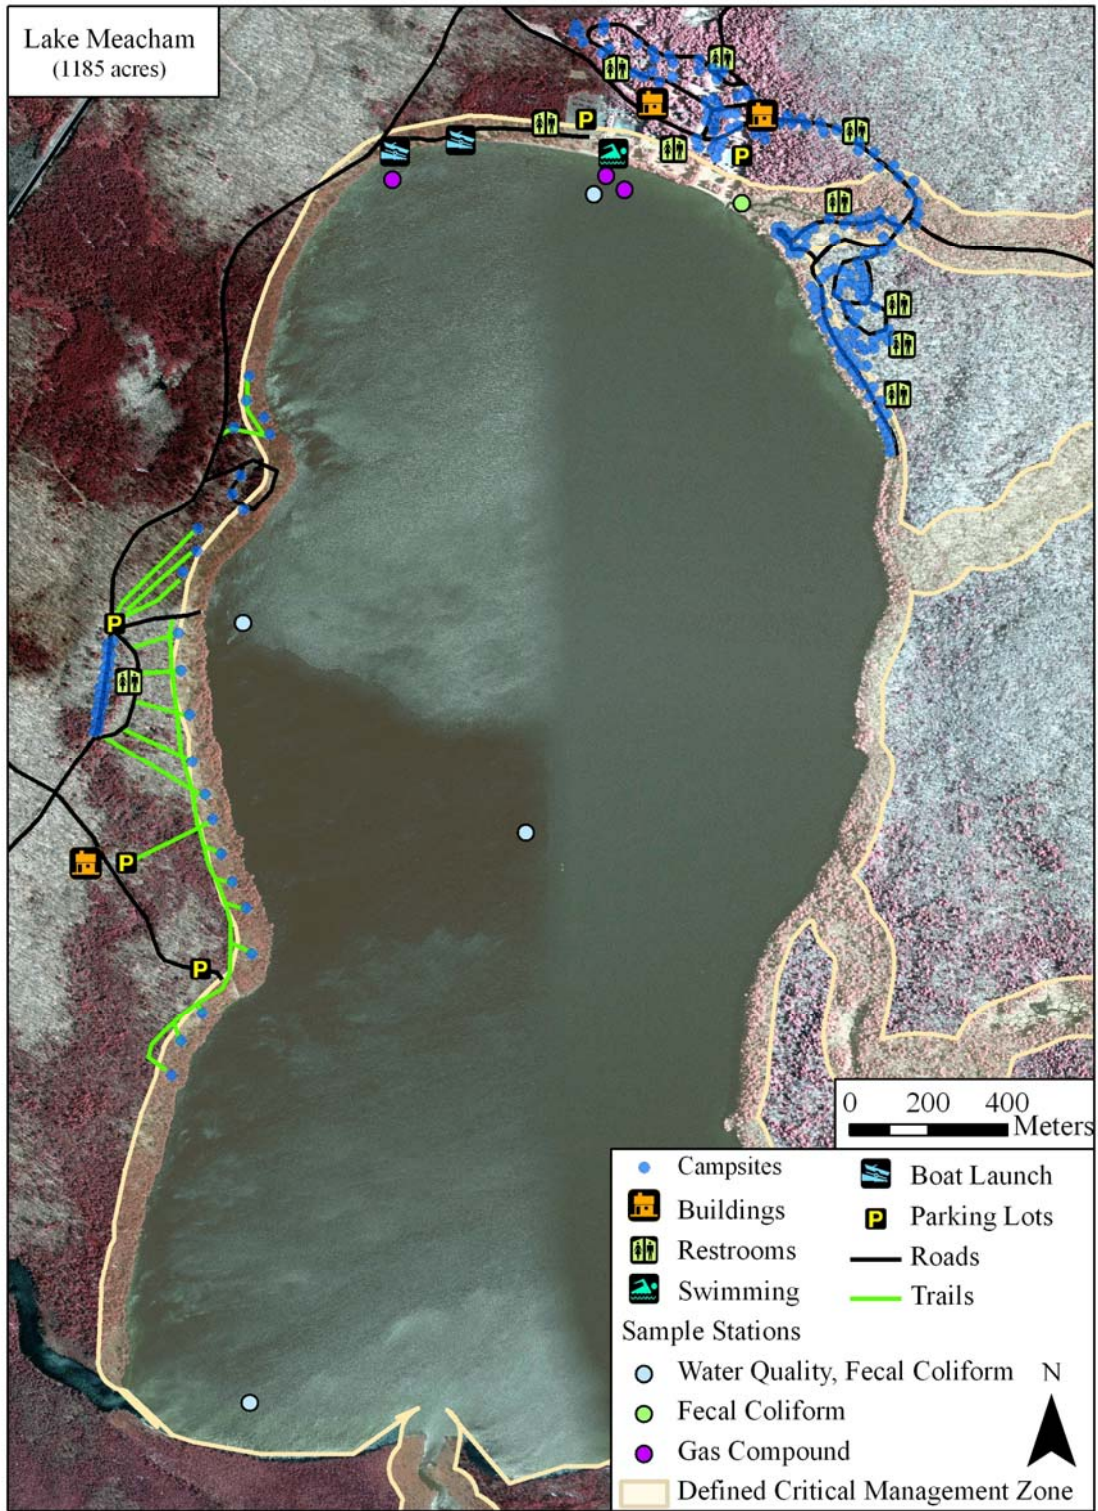 Lake Meacham
(1185 acres)
P
P
P
P
P
0 200 400
Meters
Campsites
Boat Launch
Buildings
P Parking Lots
Restrooms
Roads
Swimming
Trails
Sample Stations
Water Quality, Fecal Coliform
N
Fecal Coliform
Gas Compound
Defined Critical Management Zone